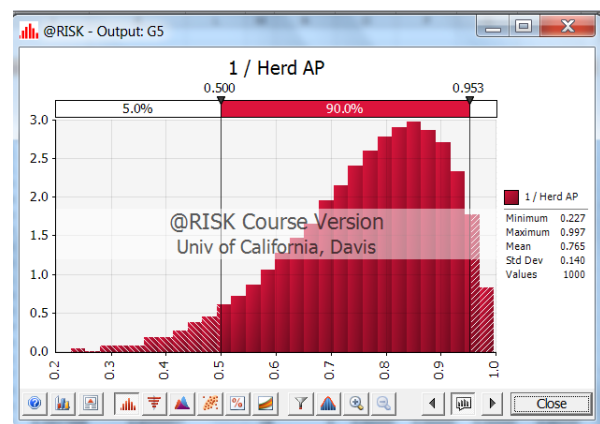 @RISK - Output: G5
1 / Herd AP
0.500 0.953
5.0% 90.0%
3.0
2.5
2.0
1.5
1.0
0.5
0.0
0.2 0.3 0.4 0.5 0.6 0.7 0.8 0.9 1.0
@RISK Course Version
Univ of California, Davis
1 / Herd AP
Minimum 0.227
Maximum 0.997
Mean 0.765
Std Dev 0.140
Values 1000
Close